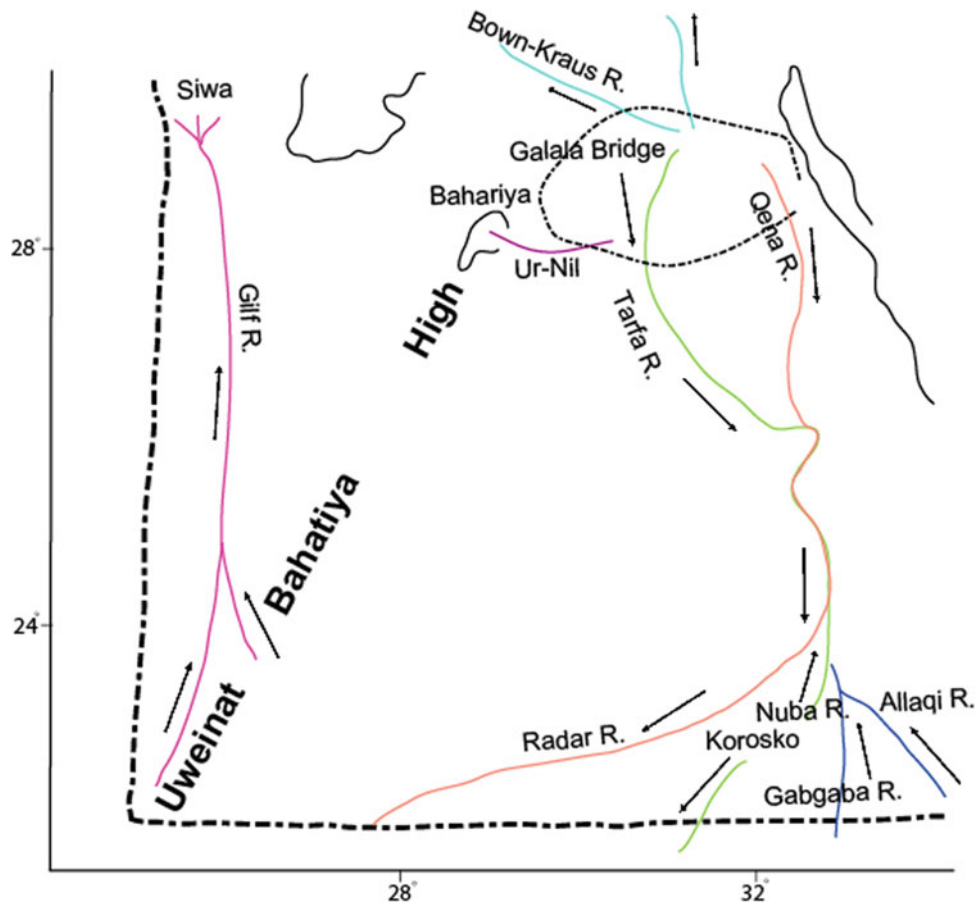 Bown-Kraus R.
Siwa
Galala Bridge
Bahariya
Qena R.
28°
Ur-Nil
High
Gilf R.
Tarfa R.
Bahatiya
24°
Uweinat
Nuba R.
Allaqi R.
Radar R.
Korosko
Gabgaba R.
28°
32°